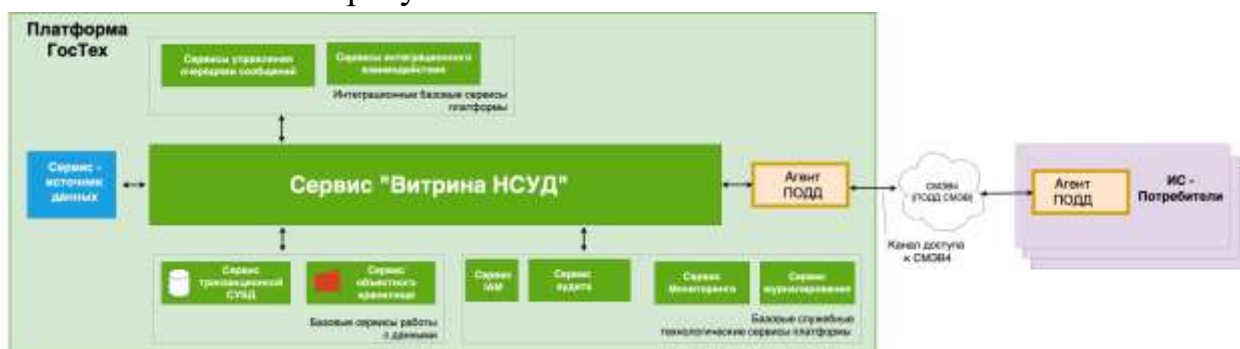 Платформа
ГосТех
Сервисы управления
очередями сообщений
Сервисы интеграционного
взаимодействия
Интеграционные базовые сервисы
платформы
Сервис -
источник
данных
Сервис "Витрина НСУД"
Агент
ПОДД
СМЭВ4
(ПОДД СМЭВ)
Канал доступа
к СМЭВ4
Агент
ПОДД
ИС -
Потребители
Сервис
транзакционной
СУБД
Сервис
объектного
хранилища
Базовые сервисы работы
с данными
Сервис
IAM
Сервис
аудита
Сервис
Мониторинга
Сервис
журналирования
Базовые служебные
технологические сервисы платформы